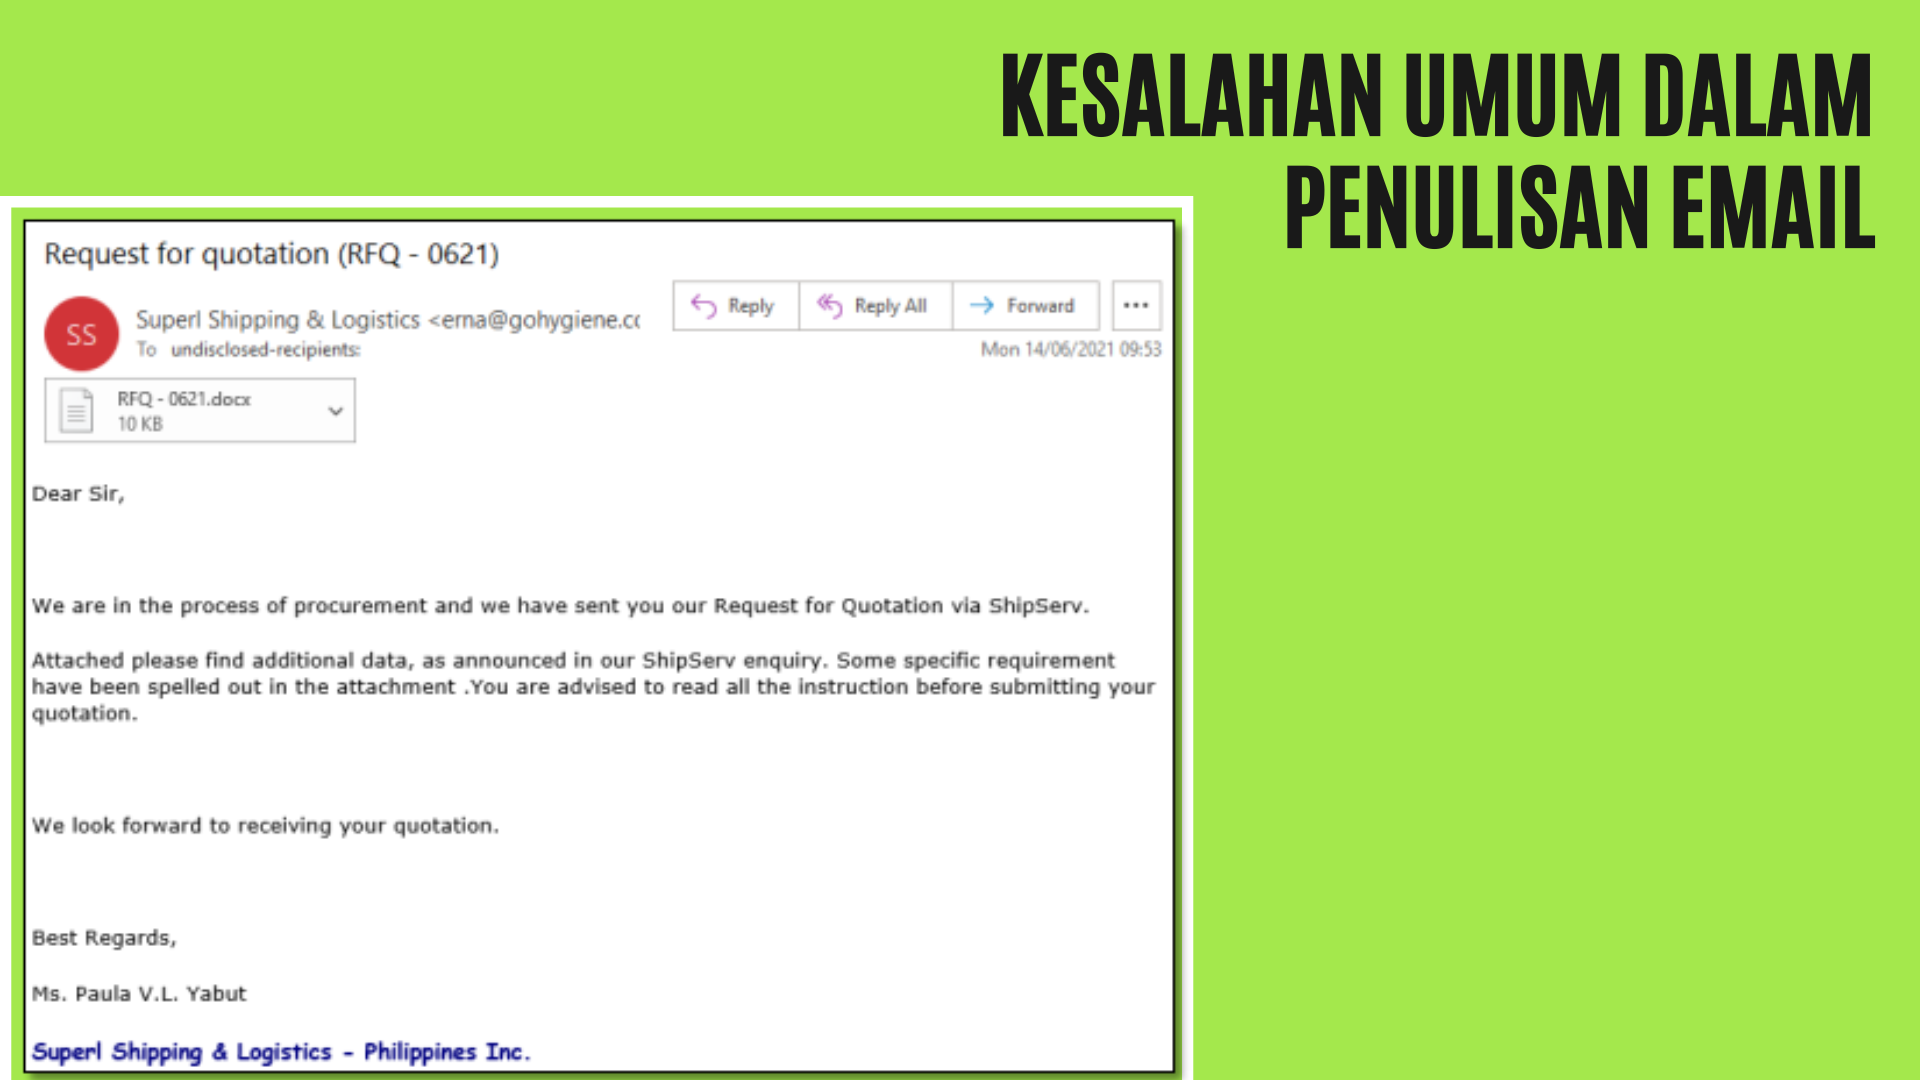 KESALAHAN UMUM DALAM
PENULISAN EMAIL
Request for quotation (RFQ - 0621)
SS
Superl Shipping & Logistics <erna@gohygiene.cc
To undisclosed-recipients:
Reply
Reply All
Forward
...
Mon 14/06/2021 09:53
RFQ - 0621.docx
10 KB
Dear Sir,
We are in the process of procurement and we have sent you our Request for Quotation via ShipServ.
Attached please find additional data, as announced in our ShipServ enquiry. Some specific requirement
have been spelled out in the attachment .You are advised to read all the instruction before submitting your
quotation.
We look forward to receiving your quotation.
Best Regards,
Ms. Paula V.L. Yabut
Superl Shipping & Logistics - Philippines Inc.